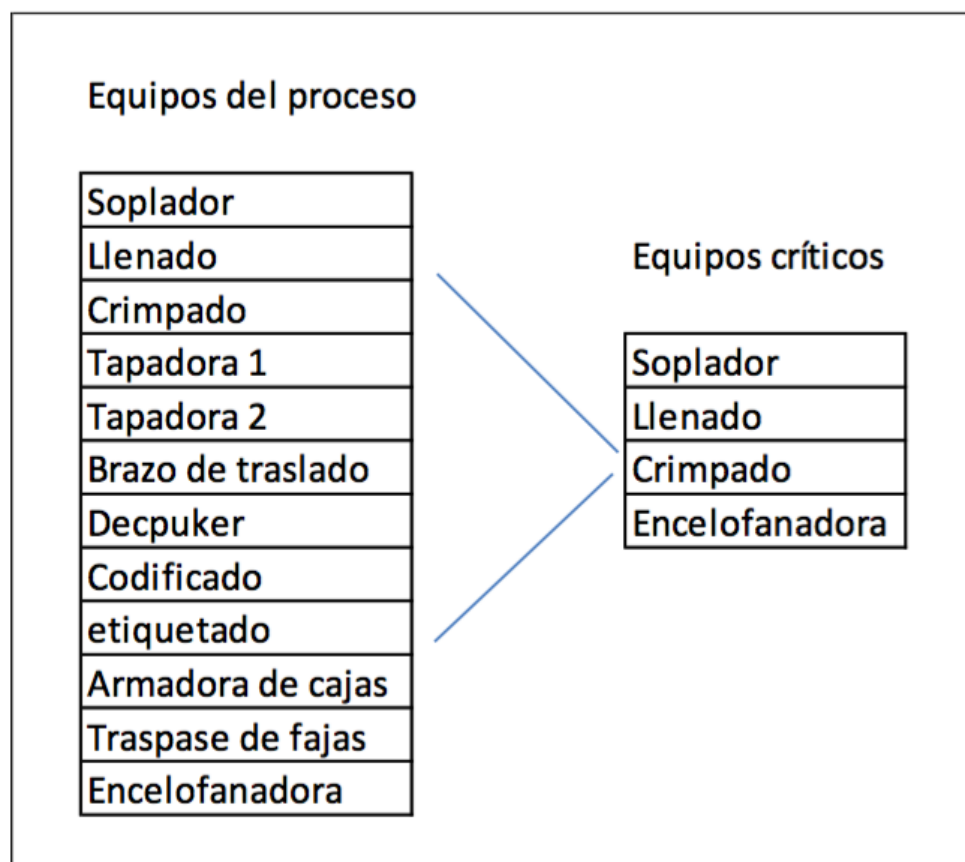 Equipos del proceso
Soplador
Llenado
Crimpado
Tapadora 1
Tapadora 2
Brazo de traslado
Decpuker
Codificado
etiquetado
Armadora de cajas
Traspase de fajas
Encelofanadora
Equipos críticos
Soplador
Llenado
Crimpado
Encelofanadora